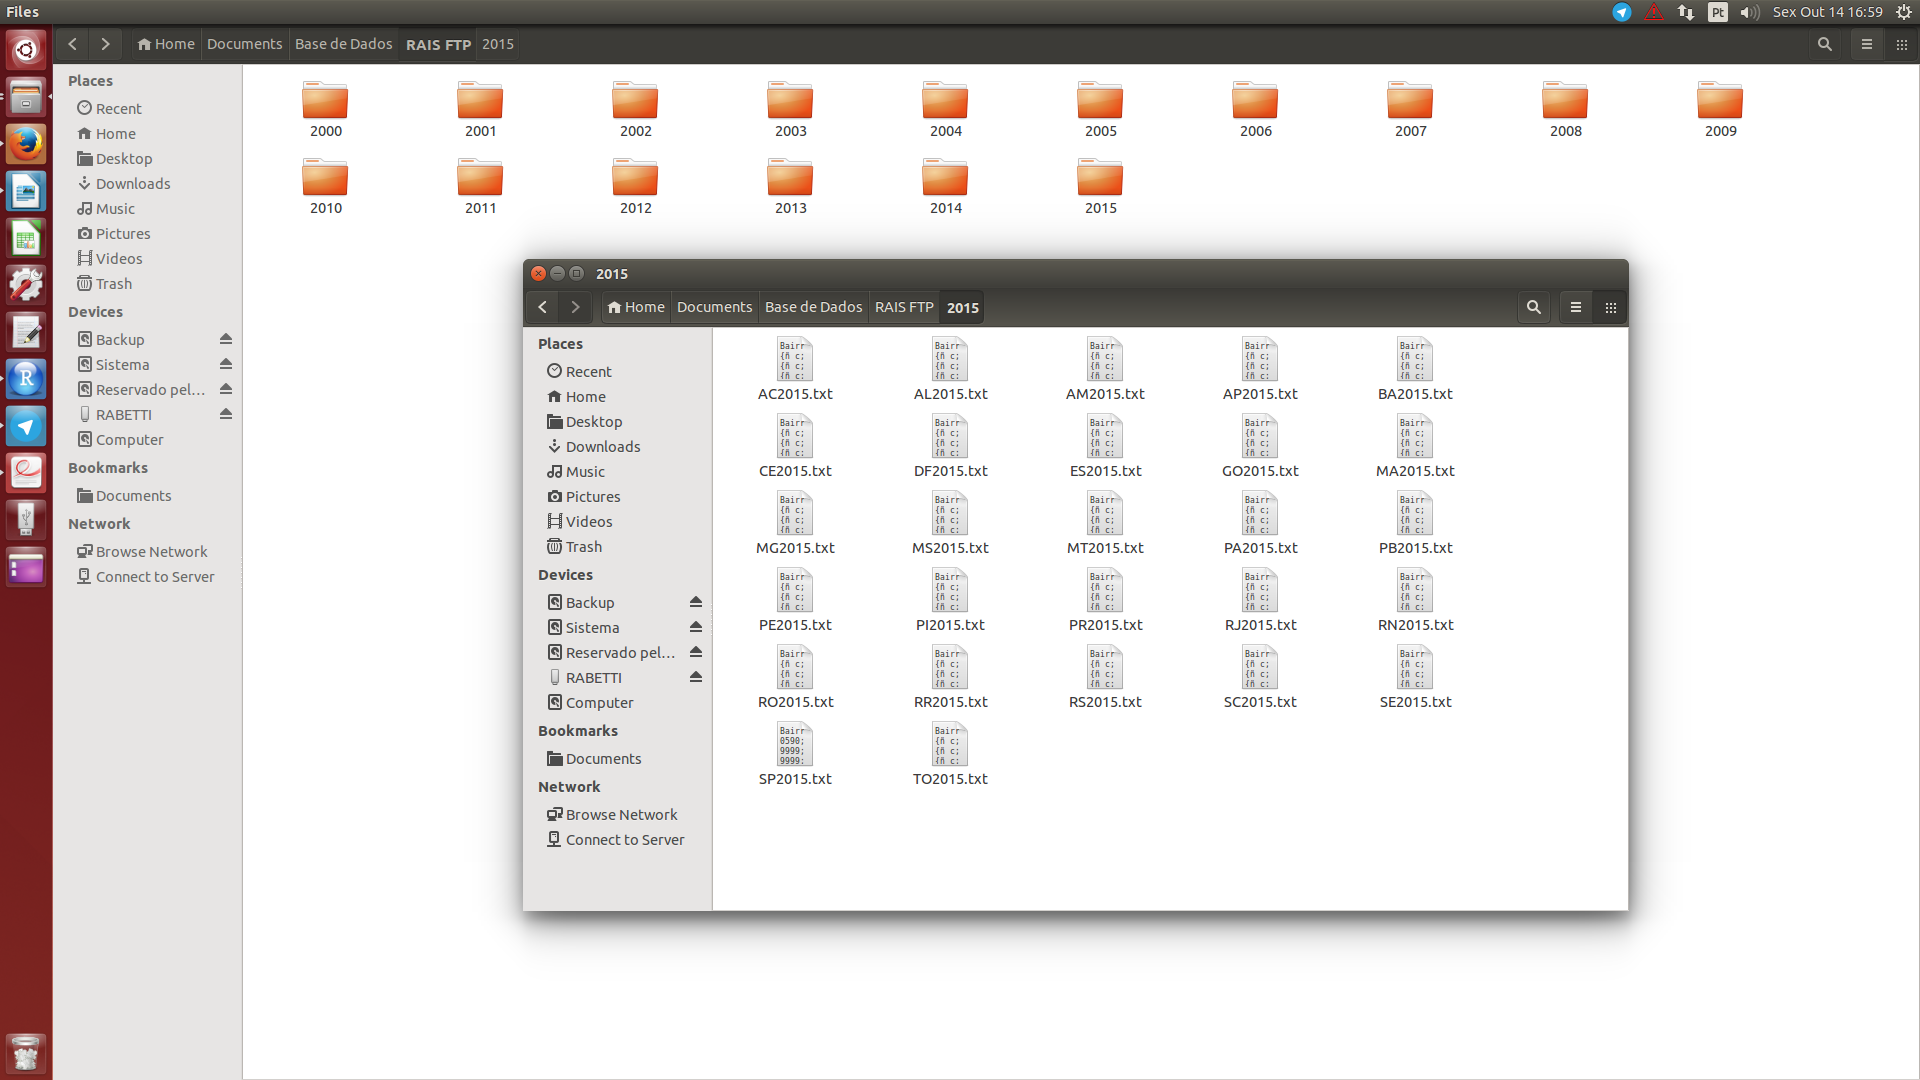 Files
Pt
Sex Out 14 16:59
Home Documents Base de Dados RAIS FTP 2015
Places
Recent
Home
Desktop
Downloads
Music
Pictures
Videos
Trash
Devices
Backup
Sistema
Reservado pel...
RABETTI
Computer
Bookmarks
Documents
Network
Browse Network
Connect to Server
2000 2001 2002 2003 2004 2005 2006 2007 2008 2009
2010 2011 2012 2013 2014 2015
2015
Home Documents Base de Dados RAIS FTP 2015
Places
Recent
Home
Desktop
Downloads
Music
Pictures
Videos
Trash
Devices
Backup
Sistema
Reservado pel...
RABETTI
Computer
Bookmarks
Documents
Network
Browse Network
Connect to Server
AC2015.txt AL2015.txt AM2015.txt AP2015.txt BA2015.txt
CE2015.txt DF2015.txt ES2015.txt GO2015.txt MA2015.txt
MG2015.txt MS2015.txt MT2015.txt PA2015.txt PB2015.txt
PE2015.txt PI2015.txt PR2015.txt RJ2015.txt RN2015.txt
RO2015.txt RR2015.txt RS2015.txt SC2015.txt SE2015.txt
SP2015.txt TO2015.txt